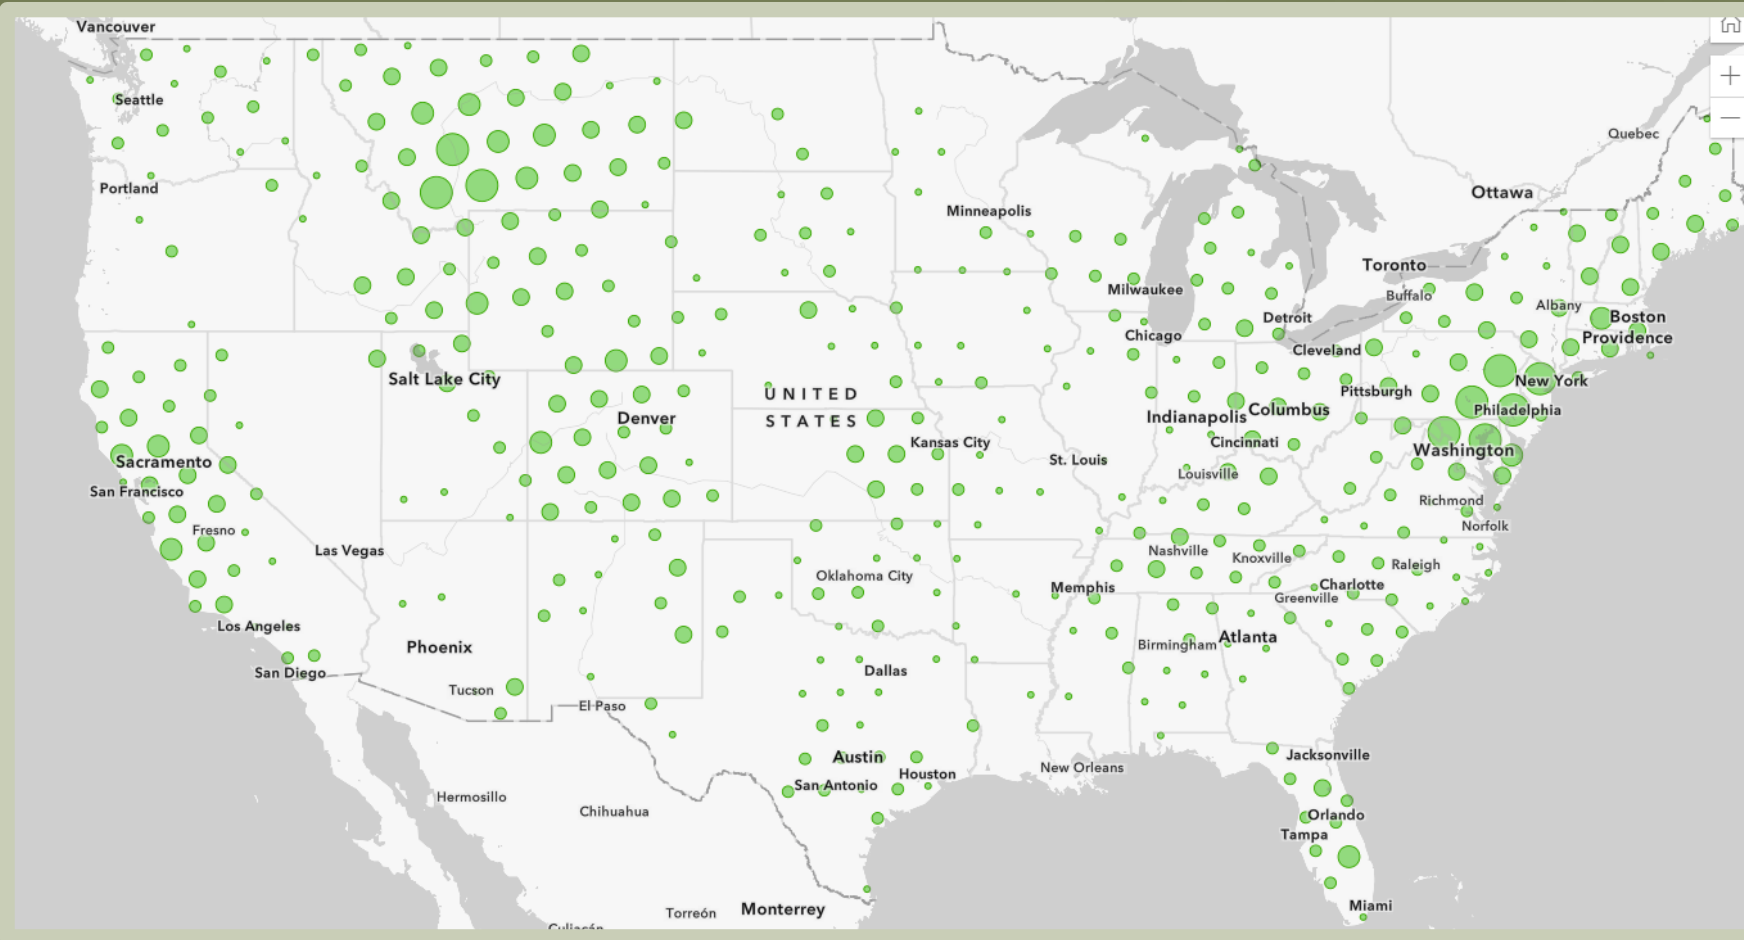 Vancouver
Seattle
Quebec
Portland
Ottawa
Minneapolis
Toronto
Milwaukee
Buffalo
Albany
Detroit
Boston
Chicago
Providence
Cleveland
Salt Lake City
New York
UNITED
Pittsburgh
Denver
Indianapolis
Columbus
Philadelphia
STATES
Kansas City
Cincinnati
Washington
Sacramento
St. Louis
Louisville
San Francisco
Richmond
Fresno
Norfolk
Las Vegas
Nashville
Knoxville
Raleigh
Oklahoma City
Memphis
Charlotte
Greenville
Los Angeles
Phoenix
Birmingham
Atlanta
San Diego
Dallas
Tucson
El Paso
Austin
Jacksonville
New Orleans
Houston
San Antonio
Hermosillo
Chihuahua
Orlando
Tampa
Miami
Torreón
Monterrey
Culiacán